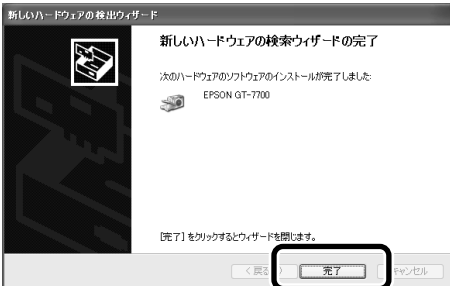 新しいハードウェアの検出ウィザード
新しいハードウェアの検索ウィザードの完了
次のハードウェアのソフトウェアのインストールが完了しました:
EPSON GT-7700
[完了] をクリックするとウィザードを閉じます。
< 戻る
完了
キャンセル